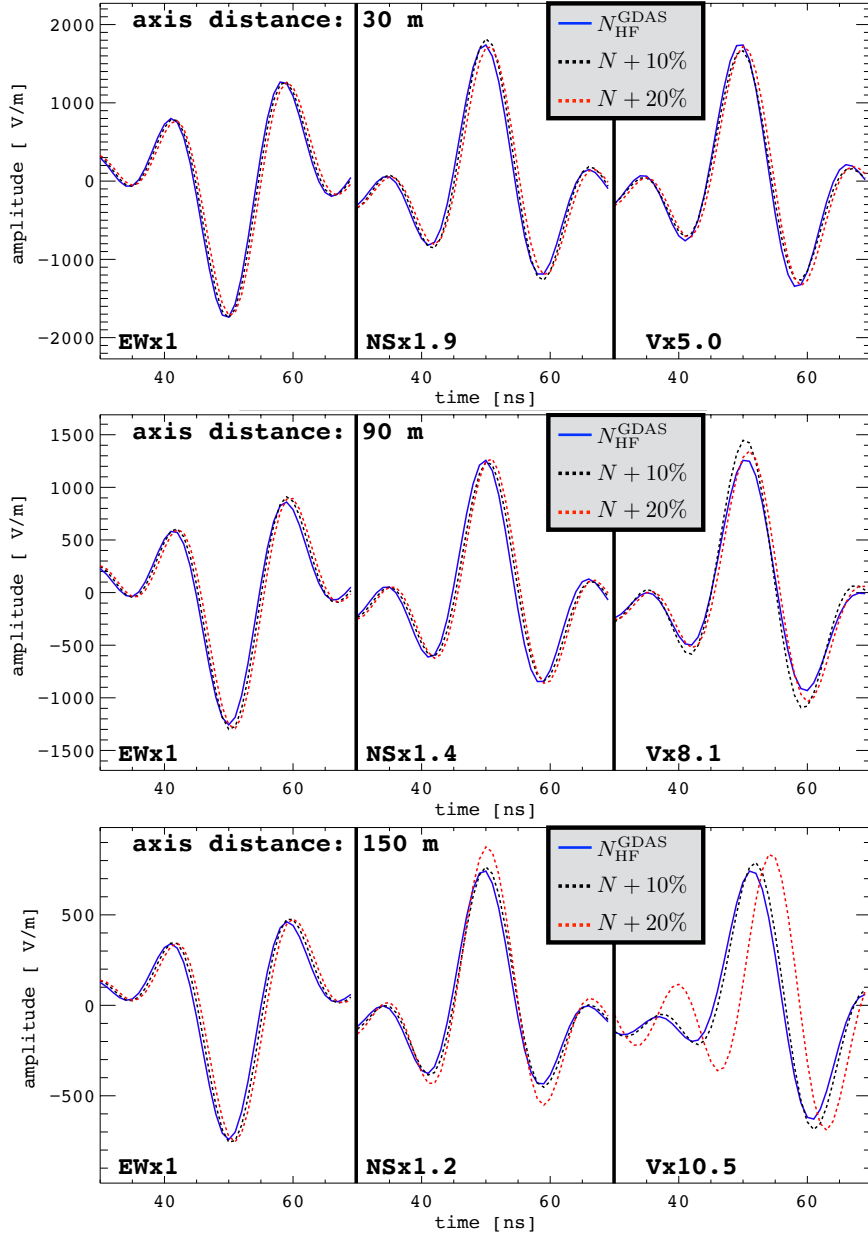 axis distance: 30 m
N_HF^GDAS
N + 10%
N + 20%
amplitude [ V/m]
2000
1000
0
−1000
−2000
EWx1
NSx1.9
Vx5.0
40 60 40 60 40 60
time [ns]
axis distance: 90 m
N_HF^GDAS
N + 10%
N + 20%
amplitude [ V/m]
1500
1000
500
0
−500
−1000
−1500
EWx1
NSx1.4
Vx8.1
40 60 40 60 40 60
time [ns]
axis distance: 150 m
N_HF^GDAS
N + 10%
N + 20%
amplitude [ V/m]
500
0
−500
EWx1
NSx1.2
Vx10.5
40 60 40 60 40 60
time [ns]